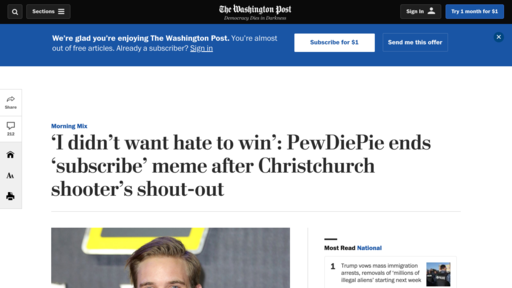 Sections
The Washington Post
Democracy Dies in Darkness
Sign In
Try 1 month for $1
We're glad you're enjoying The Washington Post. You're almost
out of free articles. Already a subscriber? Sign in
Subscribe for $1
Send me this offer
Share
Morning Mix
‘I didn’t want hate to win’: PewDiePie ends
‘subscribe’ meme after Christchurch
shooter’s shout-out
Most Read National
1 Trump vows mass immigration
arrests, removals of ‘millions of
illegal aliens’ starting next week